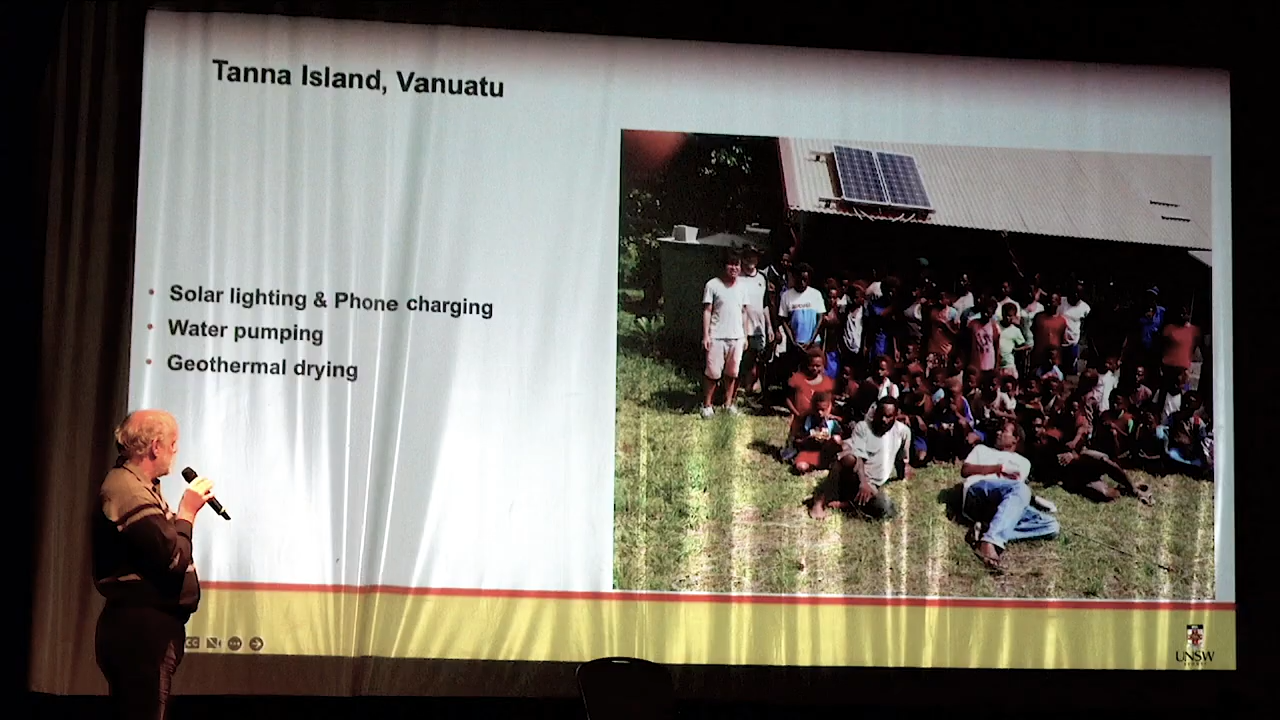 Tanna Island, Vanuatu
• Solar lighting & Phone charging
• Water pumping
• Geothermal drying
UNSW